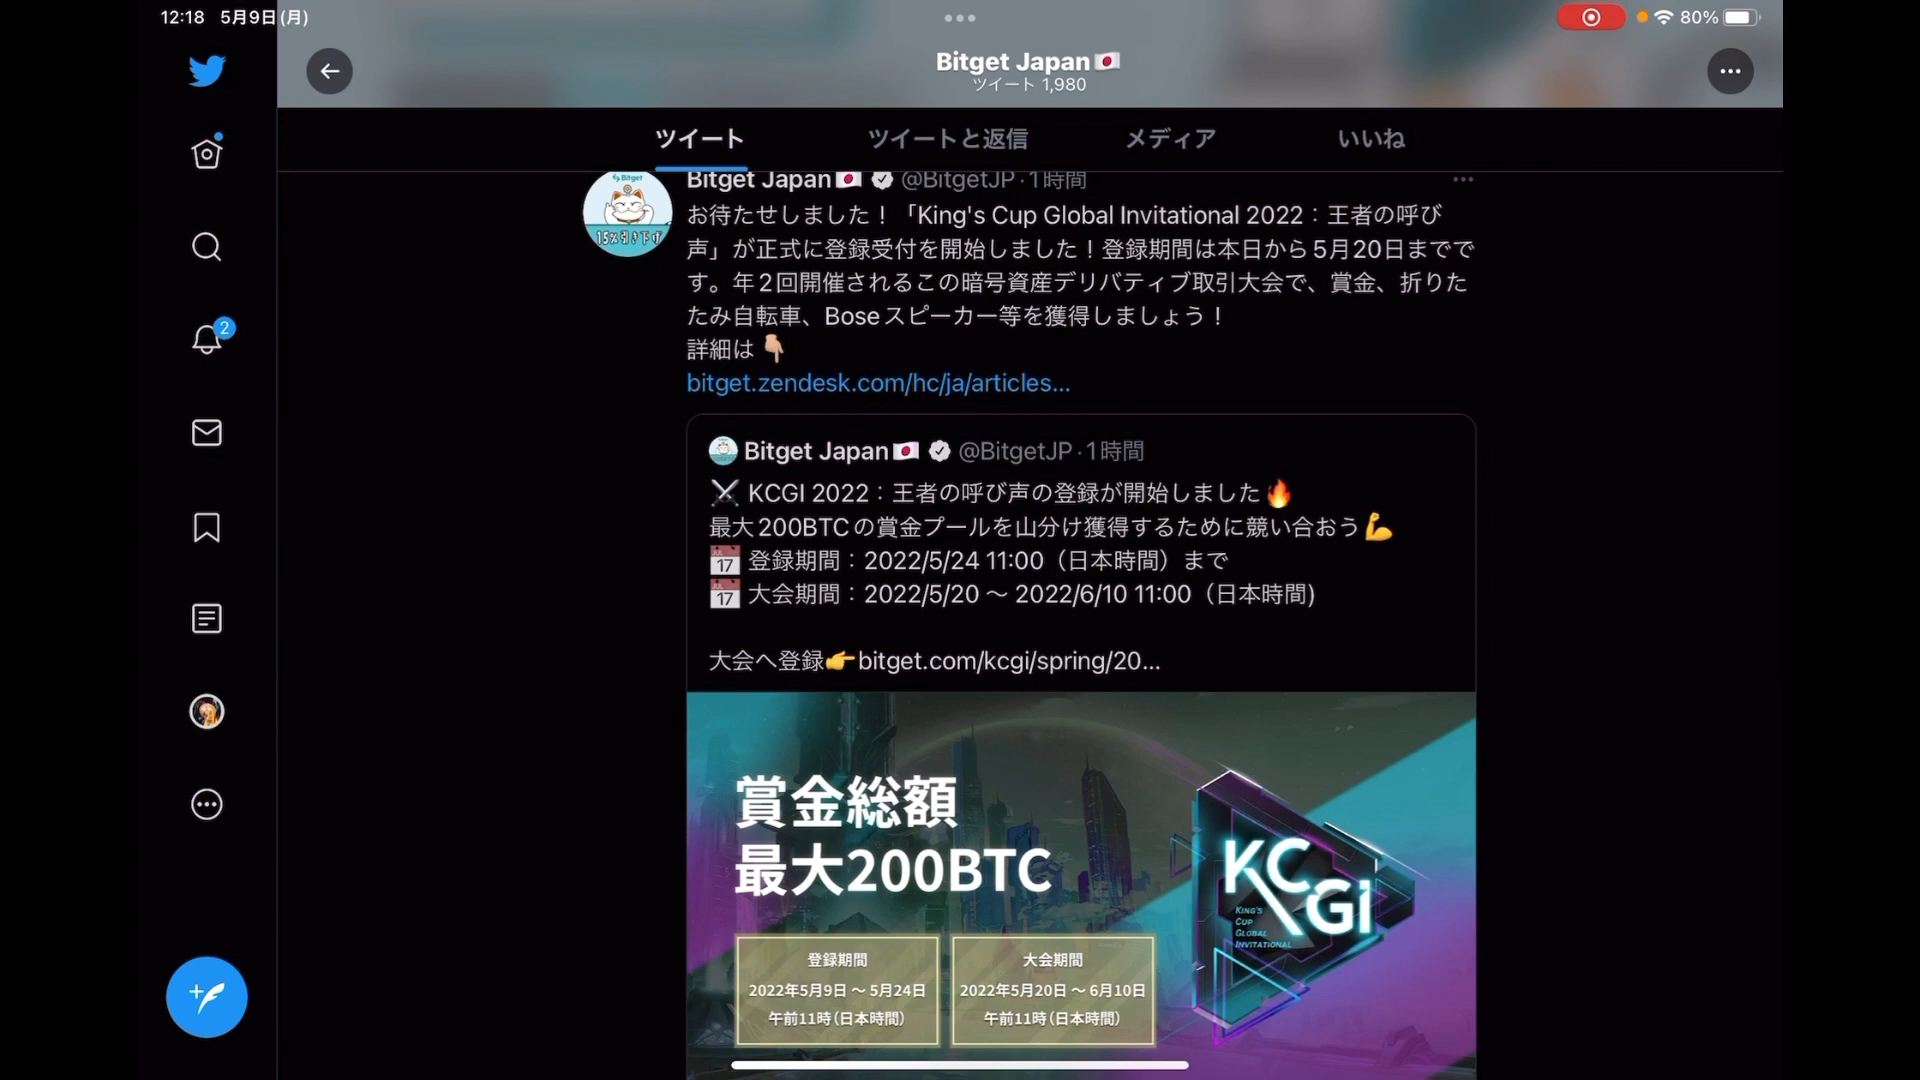 12:18 5月9日(月)
80%
Bitget Japan🇯🇵
ツイート 1,980
ツイート ツイートと返信 メディア いいね
2
Bitget
15%引き下げ
Bitget Japan🇯🇵 @BitgetJP·1時間
お待たせしました！「King's Cup Global Invitational 2022：王者の呼び
声」が正式に登録受付を開始しました！登録期間は本日から5月20日までで
す。年2回開催されるこの暗号資産デリバティブ取引大会で、賞金、折りた
たみ自転車、Boseスピーカー等を獲得しましょう！
詳細は👇🏼
bitget.zendesk.com/hc/ja/articles...
Bitget Japan🇯🇵 @BitgetJP·1時間
⚔️ KCGI 2022：王者の呼び声の登録が開始しました🔥
最大200BTCの賞金プールを山分け獲得するために競い合おう💪
📅 登録期間：2022/5/24 11:00（日本時間）まで
📅 大会期間：2022/5/20 〜 2022/6/10 11:00（日本時間)
大会へ登録👉bitget.com/kcgi/spring/20...
賞金総額
最大200BTC
KCGI
KING'S
CUP
GLOBAL
INVITATIONAL
登録期間
2022年5月9日 〜 5月24日
午前11時（日本時間）
大会期間
2022年5月20日 〜 6月10日
午前11時（日本時間）